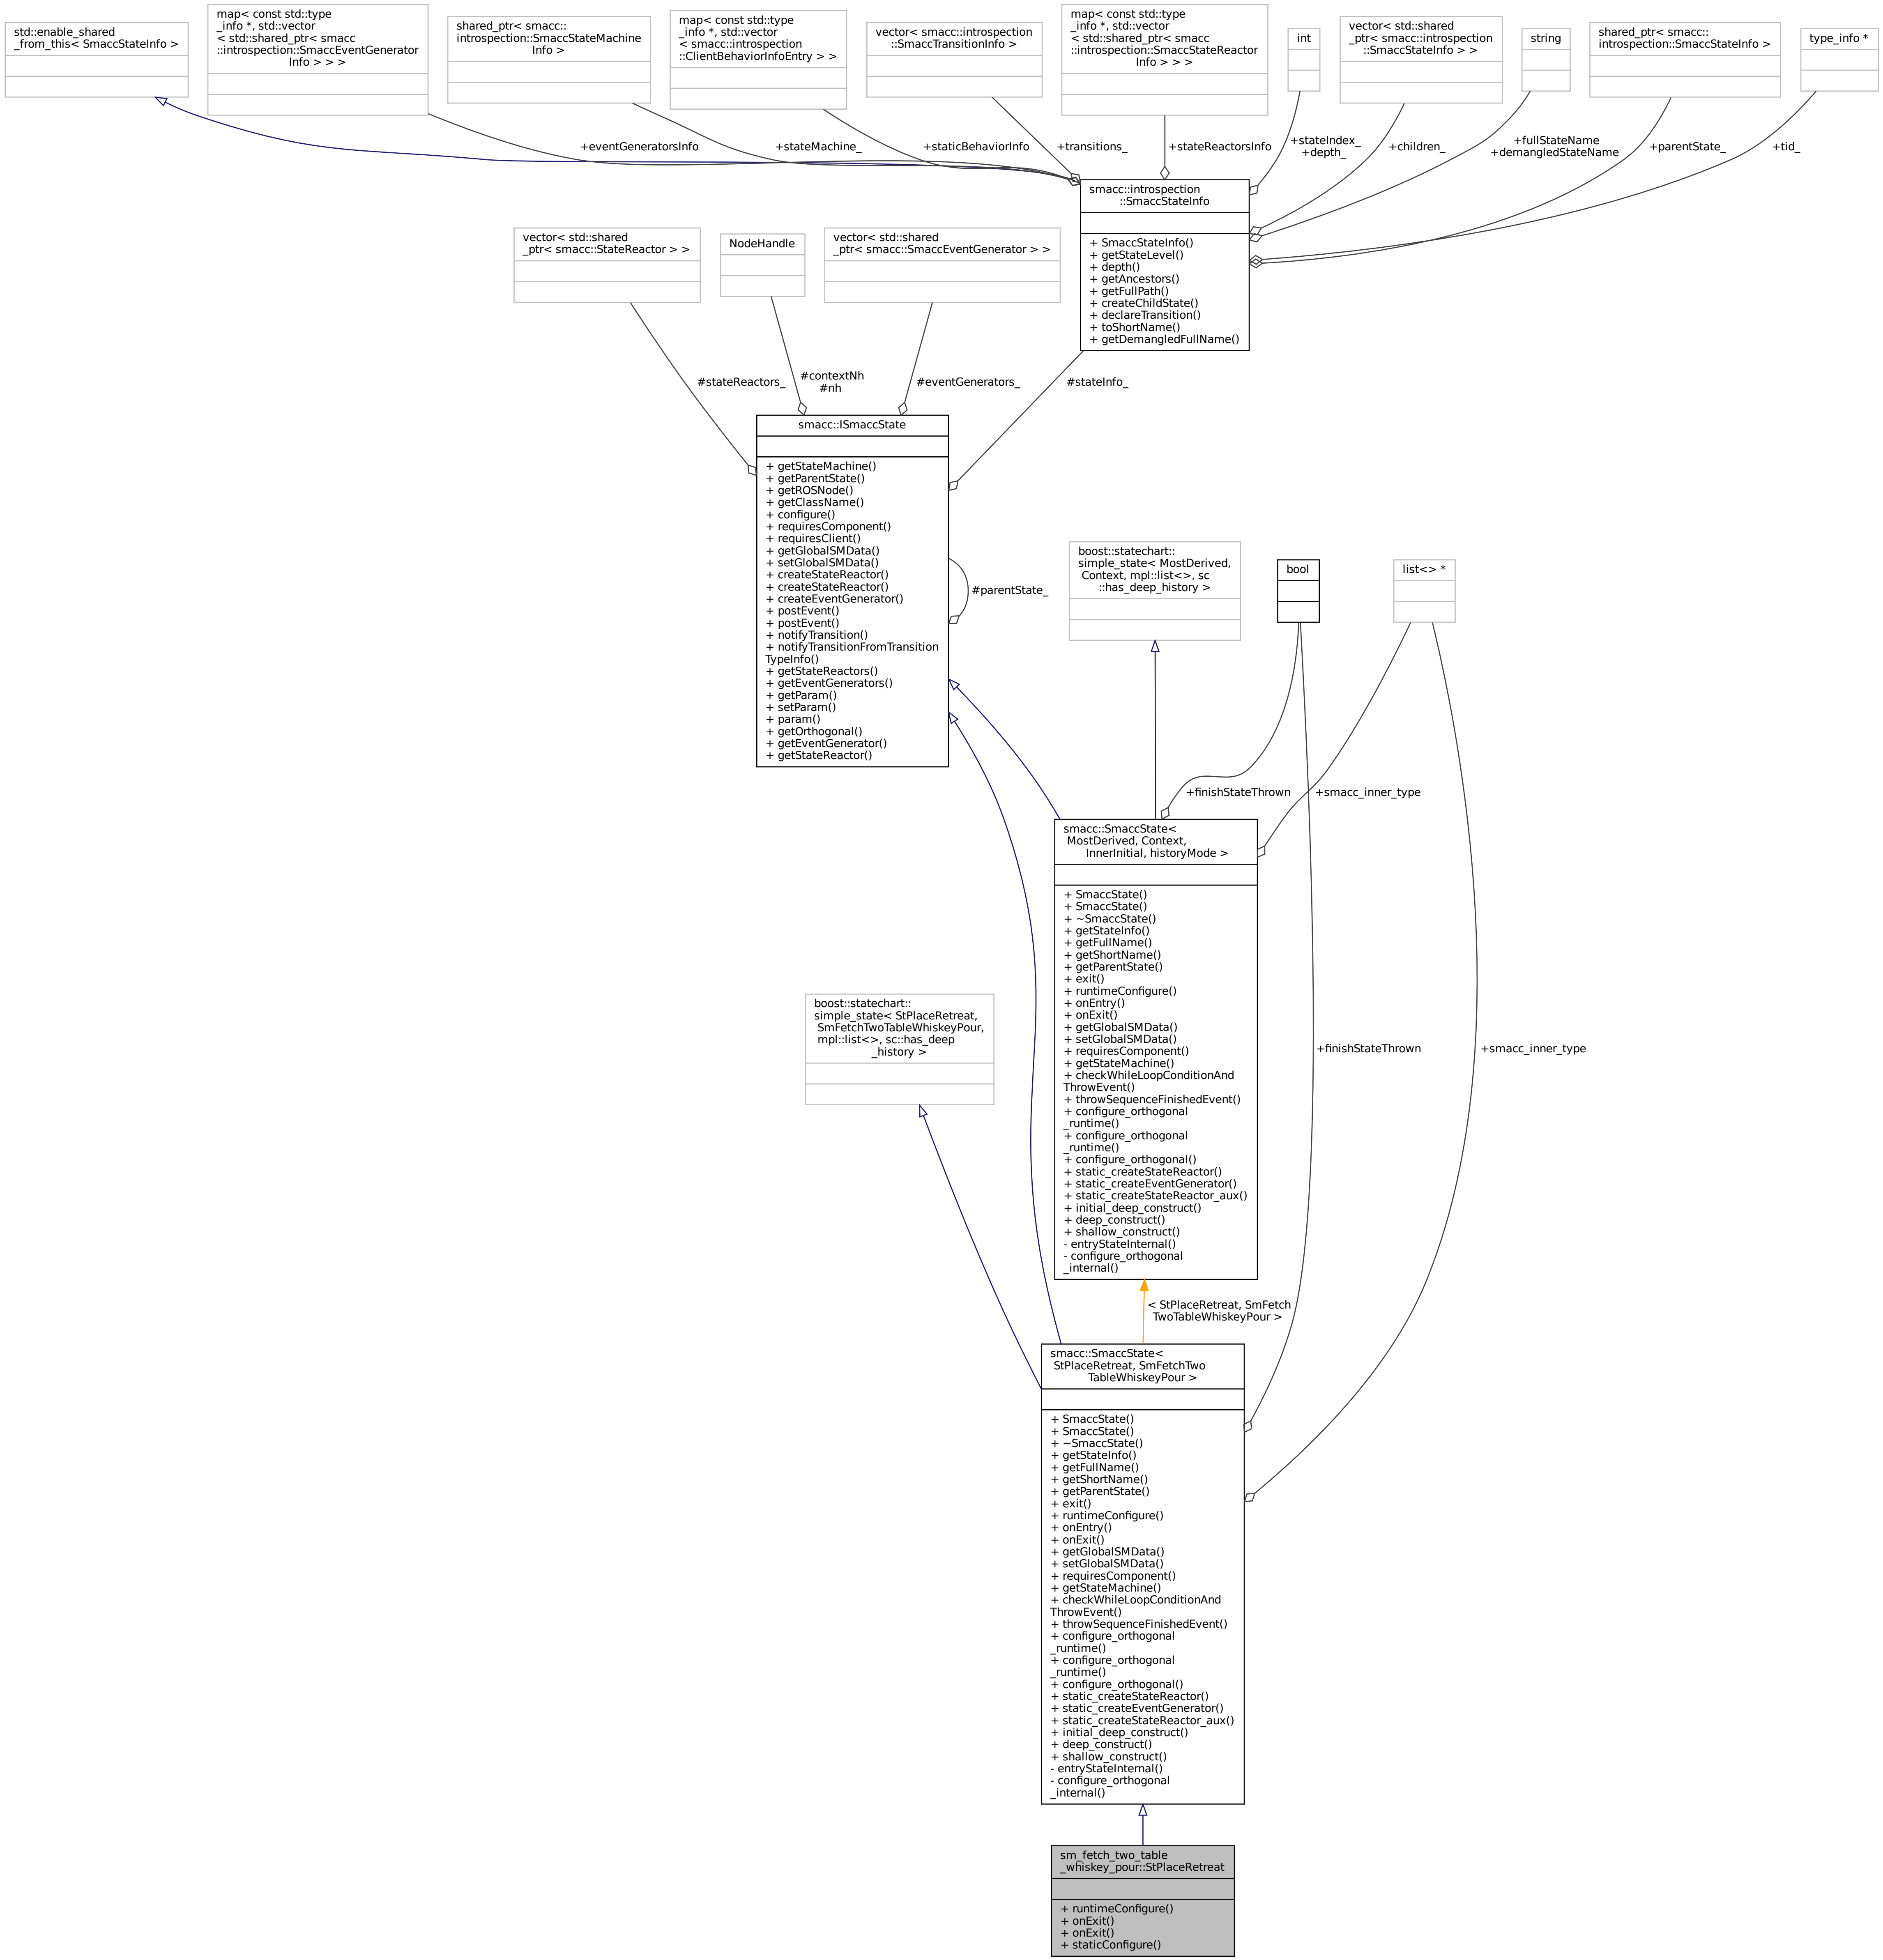 std::enable_shared
_from_this< SmaccStateInfo >
map< const std::type
_info *, std::vector
< std::shared_ptr< smacc
::introspection::SmaccEventGenerator
Info > > >
shared_ptr< smacc::
introspection::SmaccStateMachine
Info >
map< const std::type
_info *, std::vector
< smacc::introspection
::ClientBehaviorInfoEntry > >
vector< smacc::introspection
::SmaccTransitionInfo >
map< const std::type
_info *, std::vector
< std::shared_ptr< smacc
::introspection::SmaccStateReactor
Info > > >
int
vector< std::shared
_ptr< smacc::introspection
::SmaccStateInfo > >
string
shared_ptr< smacc::
introspection::SmaccStateInfo >
type_info *
+eventGeneratorsInfo
+stateMachine_
+staticBehaviorInfo
+transitions_
+stateReactorsInfo
+stateIndex_
+depth_
+children_
+fullStateName
+demangledStateName
+parentState_
+tid_
smacc::introspection
::SmaccStateInfo
+ SmaccStateInfo()
+ getStateLevel()
+ depth()
+ getAncestors()
+ getFullPath()
+ createChildState()
+ declareTransition()
+ toShortName()
+ getDemangledFullName()
vector< std::shared
_ptr< smacc::StateReactor > >
NodeHandle
vector< std::shared
_ptr< smacc::SmaccEventGenerator > >
#stateReactors_
#contextNh
#nh
#eventGenerators_
#stateInfo_
smacc::ISmaccState
+ getStateMachine()
+ getParentState()
+ getROSNode()
+ getClassName()
+ configure()
+ requiresComponent()
+ requiresClient()
+ getGlobalSMData()
+ setGlobalSMData()
+ createStateReactor()
+ createStateReactor()
+ createEventGenerator()
+ postEvent()
+ postEvent()
+ notifyTransition()
+ notifyTransitionFromTransition
TypeInfo()
+ getStateReactors()
+ getEventGenerators()
+ getParam()
+ setParam()
+ param()
+ getOrthogonal()
+ getEventGenerator()
+ getStateReactor()
#parentState_
boost::statechart::
simple_state< MostDerived,
Context, mpl::list<>, sc
::has_deep_history >
bool
list<> *
+finishStateThrown
+smacc_inner_type
smacc::SmaccState<
MostDerived, Context,
InnerInitial, historyMode >
+ SmaccState()
+ SmaccState()
+ ~SmaccState()
+ getStateInfo()
+ getFullName()
+ getShortName()
+ getParentState()
+ exit()
+ runtimeConfigure()
+ onEntry()
+ onExit()
+ getGlobalSMData()
+ setGlobalSMData()
+ requiresComponent()
+ getStateMachine()
+ checkWhileLoopConditionAnd
ThrowEvent()
+ throwSequenceFinishedEvent()
+ configure_orthogonal
_runtime()
+ configure_orthogonal
_runtime()
+ configure_orthogonal()
+ static_createStateReactor()
+ static_createEventGenerator()
+ static_createStateReactor_aux()
+ initial_deep_construct()
+ deep_construct()
+ shallow_construct()
- entryStateInternal()
- configure_orthogonal
_internal()
boost::statechart::
simple_state< StPlaceRetreat,
SmFetchTwoTableWhiskeyPour,
mpl::list<>, sc::has_deep
_history >
+finishStateThrown
+smacc_inner_type
< StPlaceRetreat, SmFetch
TwoTableWhiskeyPour >
smacc::SmaccState<
StPlaceRetreat, SmFetchTwo
TableWhiskeyPour >
+ SmaccState()
+ SmaccState()
+ ~SmaccState()
+ getStateInfo()
+ getFullName()
+ getShortName()
+ getParentState()
+ exit()
+ runtimeConfigure()
+ onEntry()
+ onExit()
+ getGlobalSMData()
+ setGlobalSMData()
+ requiresComponent()
+ getStateMachine()
+ checkWhileLoopConditionAnd
ThrowEvent()
+ throwSequenceFinishedEvent()
+ configure_orthogonal
_runtime()
+ configure_orthogonal
_runtime()
+ configure_orthogonal()
+ static_createStateReactor()
+ static_createEventGenerator()
+ static_createStateReactor_aux()
+ initial_deep_construct()
+ deep_construct()
+ shallow_construct()
- entryStateInternal()
- configure_orthogonal
_internal()
sm_fetch_two_table
_whiskey_pour::StPlaceRetreat
+ runtimeConfigure()
+ onExit()
+ onExit()
+ staticConfigure()